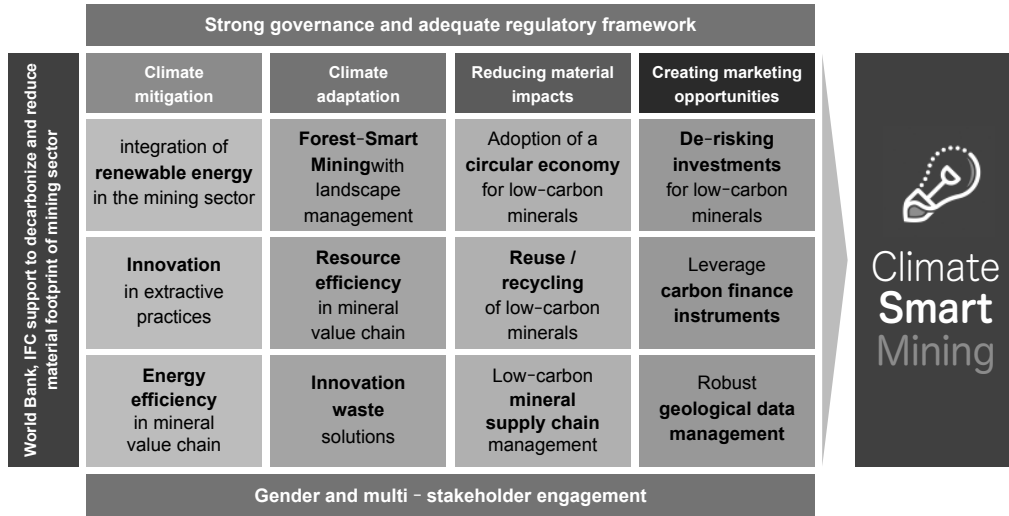 Strong governance and adequate regulatory framework
World Bank, IFC support to decarbonize and reduce
material footprint of mining sector
Climate
mitigation
Climate
adaptation
Reducing material
impacts
Creating marketing
opportunities
integration of
renewable energy
in the mining sector
Forest-Smart
Miningwith
landscape
management
Adoption of a
circular economy
for low-carbon
minerals
De-risking
investments
for low-carbon
minerals
Innovation
in extractive
practices
Resource
efficiency
in mineral
value chain
Reuse /
recycling
of low-carbon
minerals
Leverage
carbon finance
instruments
Energy
efficiency
in mineral
value chain
Innovation
waste
solutions
Low-carbon
mineral
supply chain
management
Robust
geological data
management
Gender and multi - stakeholder engagement
Climate
Smart
Mining